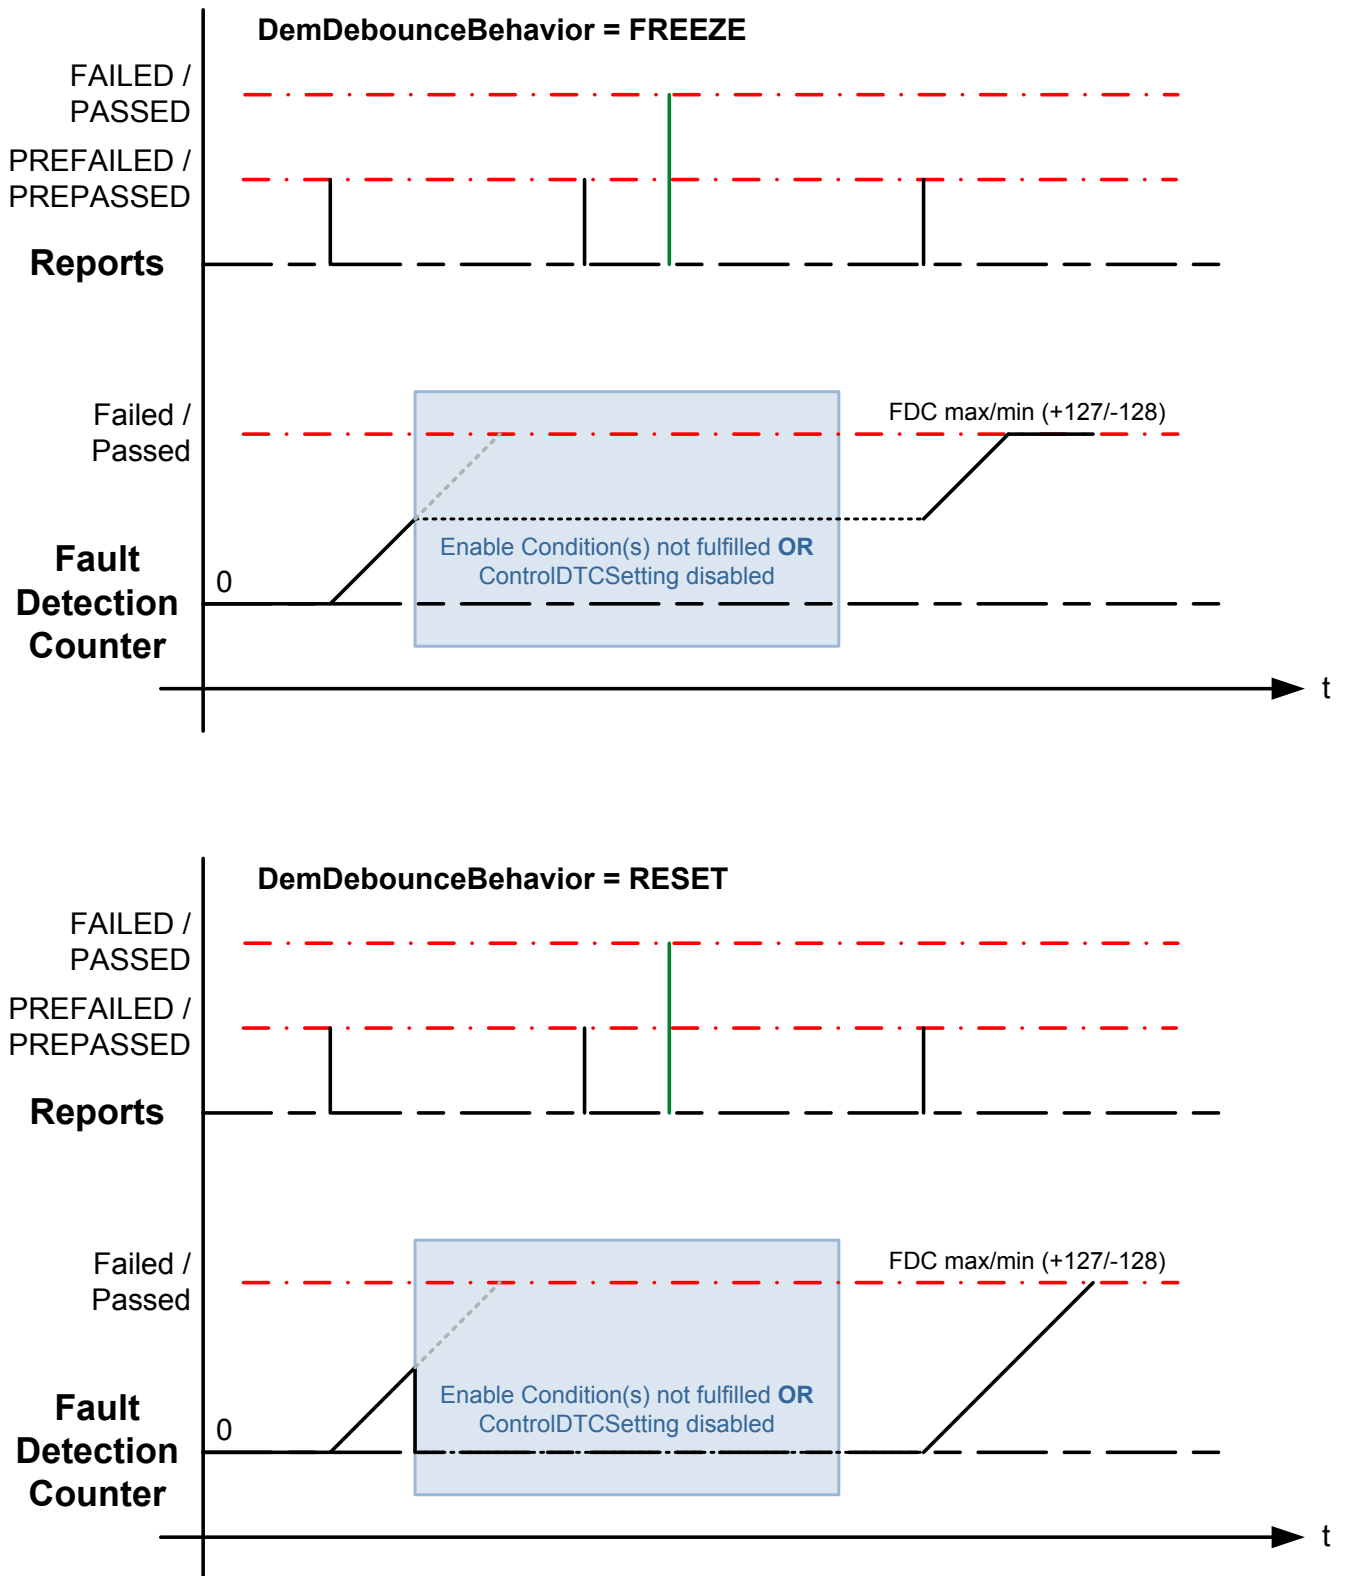 DemDebounceBehavior = FREEZE
FAILED /
PASSED
PREFAILED /
PREPASSED
Reports
Failed /
Passed
FDC max/min (+127/-128)
Enable Condition(s) not fulfilled OR
ControlDTCSetting disabled
Fault
Detection
Counter
0
t
DemDebounceBehavior = RESET
FAILED /
PASSED
PREFAILED /
PREPASSED
Reports
Failed /
Passed
FDC max/min (+127/-128)
Enable Condition(s) not fulfilled OR
ControlDTCSetting disabled
Fault
Detection
Counter
0
t